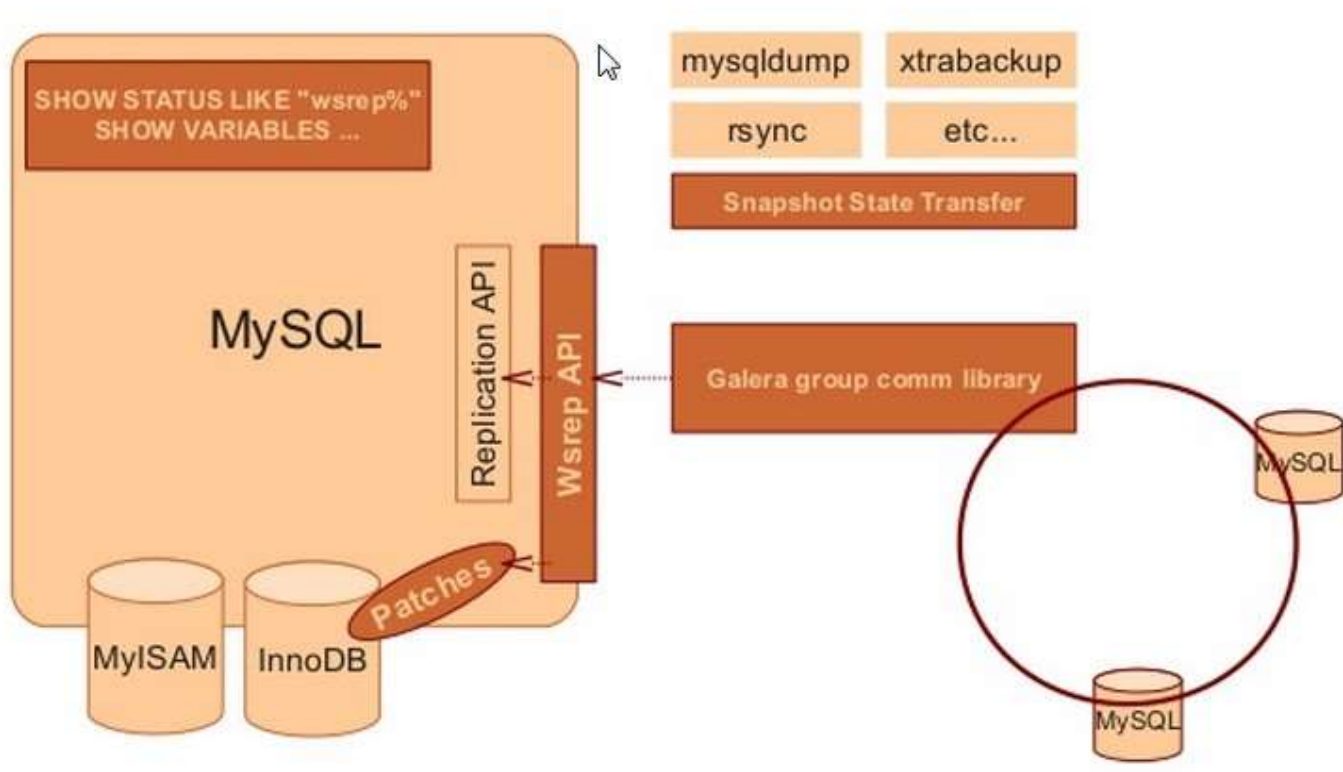 SHOW STATUS LIKE "wsrep%"
SHOW VARIABLES ...
MySQL
Replication API
Wsrep API
Patches
MyISAM
InnoDB
mysqldump
xtrabackup
rsync
etc...
Snapshot State Transfer
Galera group comm library
MySQL
MySQL